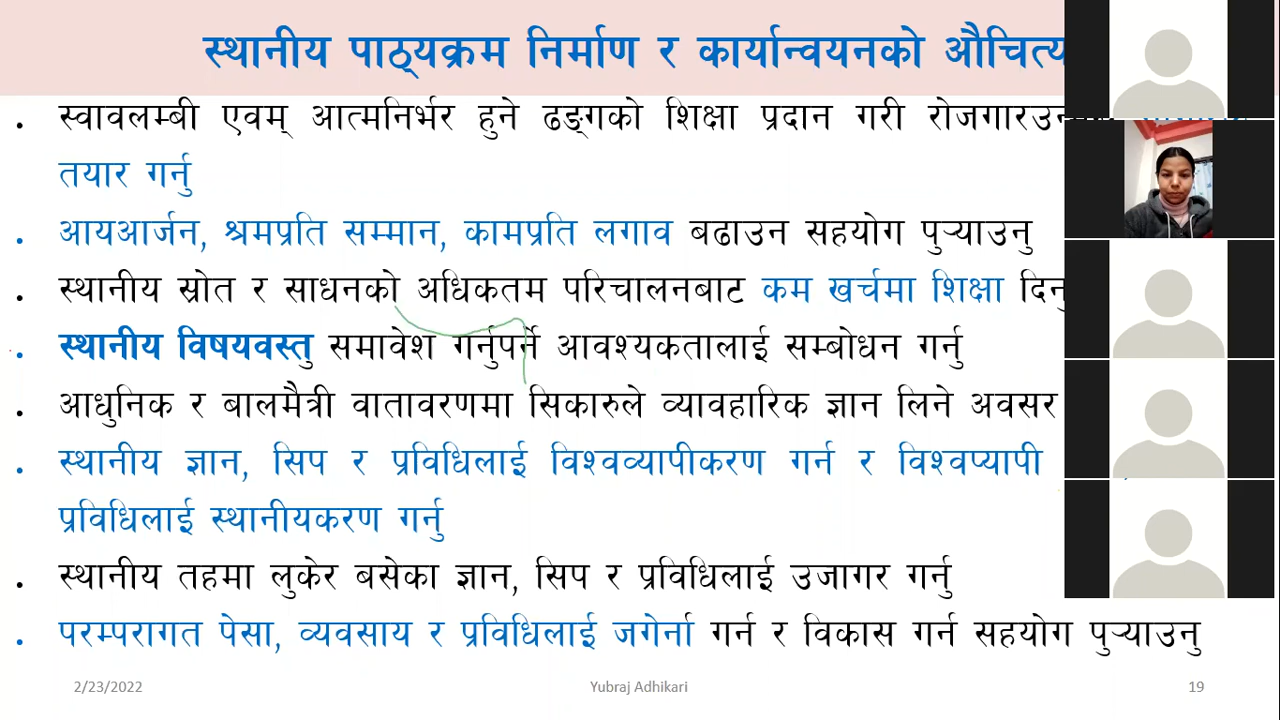 स्थानीय पाठ्यक्रम निर्माण र कार्यान्वयनको औचित्य
. स्वावलम्बी एवम् आत्मनिर्भर हुने ढङ्गको शिक्षा प्रदान गरी
तयार गर्नु
. आयआर्जन, श्रमप्रति सम्मान, कामप्रति लगाव बढाउन सहयोग पुऱ्याउनु
. स्थानीय स्रोत र साधनको अधिकतम परिचालनबाट कम खर्चमा शिक्षा दिनु
. स्थानीय विषयवस्तु समावेश गर्नुपर्ने आवश्यकतालाई सम्बोधन गर्नु
. आधुनिक र बालमैत्री वातावरणमा सिकारुले व्यावहारिक ज्ञान लिने अवसर
. स्थानीय ज्ञान, सिप र प्रविधिलाई विश्वव्यापीकरण गर्न र विश्वप्यापी
प्रविधिलाई स्थानीयकरण गर्नु
. स्थानीय तहमा लुकेर बसेका ज्ञान, सिप र प्रविधिलाई उजागर गर्नु
. परम्परागत पेसा, व्यवसाय र प्रविधिलाई जगेर्ना गर्न र विकास गर्न सहयोग पुऱ्याउनु
2/23/2022 Yubraj Adhikari 19